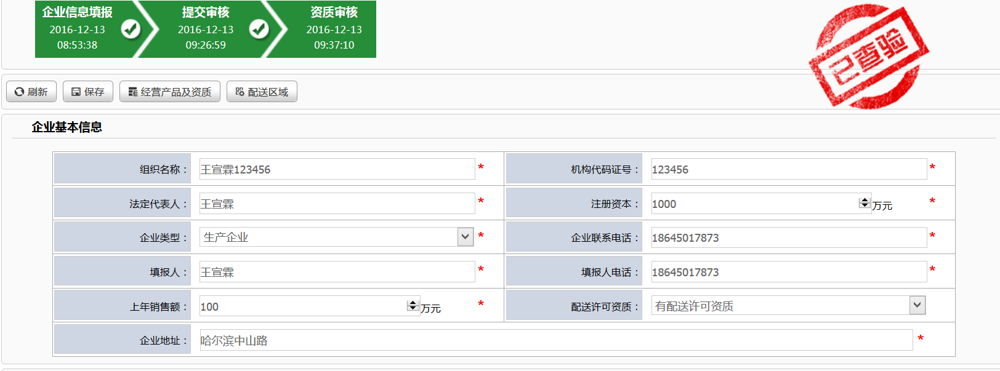 企业信息填报 提交审核 资质审核
2016-12-13 2016-12-13 2016-12-13
08:53:38 09:26:59 09:37:10
已查验
刷新 保存 经营产品及资质 配送区域
企业基本信息
组织名称： 王宣霖123456 * 机构代码证号： 123456 *
法定代表人： 王宣霖 * 注册资本： 1000 万元 *
企业类型： 生产企业 * 企业联系电话： 18645017873 *
填报人： 王宣霖 * 填报人电话： 18645017873 *
上年销售额： 100 万元 * 配送许可资质： 有配送许可资质
企业地址： 哈尔滨中山路 *